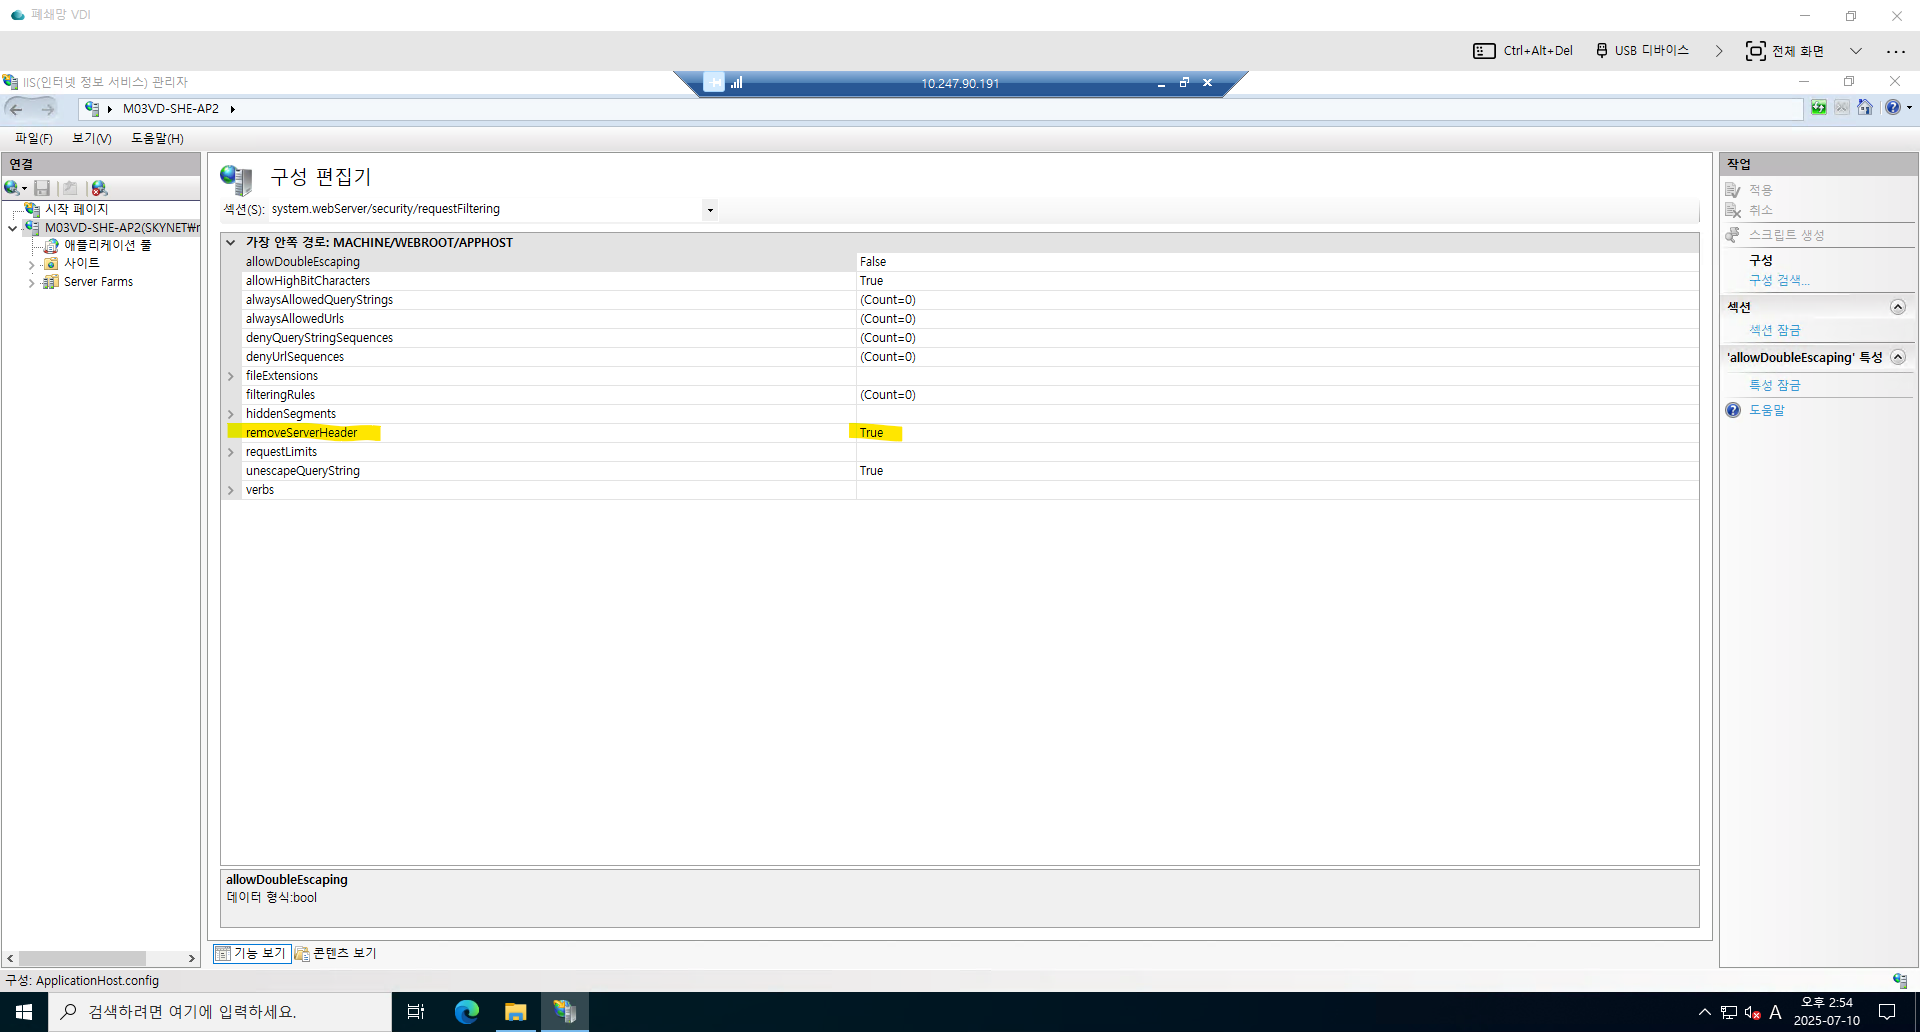 폐쇄망 VDI
Ctrl+Alt+Del
USB 디바이스
전체 화면
IIS(인터넷 정보 서비스) 관리자
10.247.90.191
M03VD-SHE-AP2
파일(F)
보기(V)
도움말(H)
연결
시작 페이지
M03VD-SHE-AP2(SKYNET₩r
애플리케이션 풀
사이트
Server Farms
구성 편집기
섹션(S): system.webServer/security/requestFiltering
가장 안쪽 경로: MACHINE/WEBROOT/APPHOST
allowDoubleEscaping False
allowHighBitCharacters True
alwaysAllowedQueryStrings (Count=0)
alwaysAllowedUrls (Count=0)
denyQueryStringSequences (Count=0)
denyUrlSequences (Count=0)
fileExtensions
filteringRules (Count=0)
hiddenSegments
removeServerHeader True
requestLimits
unescapeQueryString True
verbs
allowDoubleEscaping
데이터 형식:bool
기능 보기
콘텐츠 보기
작업
적용
취소
스크립트 생성
구성
구성 검색...
섹션
섹션 잠금
'allowDoubleEscaping' 특성
특성 잠금
도움말
구성: ApplicationHost.config
검색하려면 여기에 입력하세요.
A
오후 2:54
2025-07-10